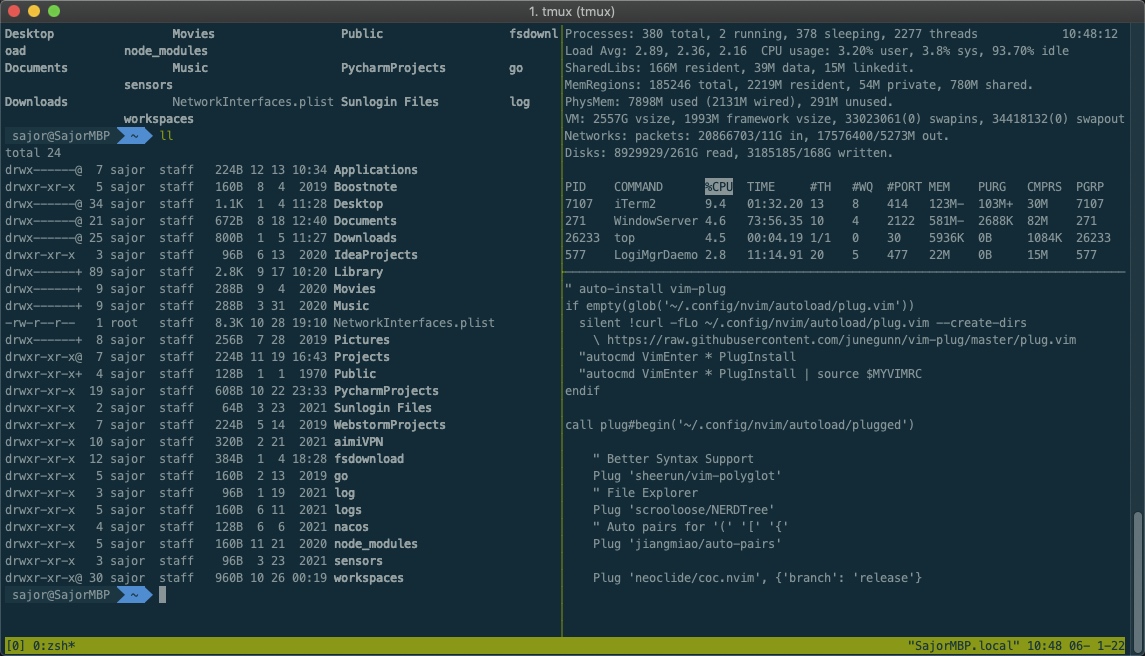 1. tmux (tmux)
Desktop Movies Public fsdownl
oad node_modules
Documents Music PycharmProjects go
sensors
Downloads NetworkInterfaces.plist Sunlogin Files log
workspaces
sajor@SajorMBP ~ ll
total 24
drwx------@ 7 sajor staff 224B 12 13 10:34 Applications
drwxr-xr-x 5 sajor staff 160B 8 4 2019 Boostnote
drwx------@ 34 sajor staff 1.1K 1 4 11:28 Desktop
drwx------@ 21 sajor staff 672B 8 18 12:40 Documents
drwx------@ 25 sajor staff 800B 1 5 11:27 Downloads
drwxr-xr-x 3 sajor staff 96B 6 13 2020 IdeaProjects
drwx------+ 89 sajor staff 2.8K 9 17 10:20 Library
drwx------+ 9 sajor staff 288B 9 4 2020 Movies
drwx------+ 9 sajor staff 288B 3 31 2020 Music
-rw-r--r-- 1 root staff 8.3K 10 28 19:10 NetworkInterfaces.plist
drwx------+ 8 sajor staff 256B 7 28 2019 Pictures
drwxr-xr-x@ 7 sajor staff 224B 11 19 16:43 Projects
drwxr-xr-x+ 4 sajor staff 128B 1 1 1970 Public
drwxr-xr-x 19 sajor staff 608B 10 22 23:33 PycharmProjects
drwxr-xr-x 2 sajor staff 64B 3 23 2021 Sunlogin Files
drwxr-xr-x 7 sajor staff 224B 5 14 2019 WebstormProjects
drwxr-xr-x 10 sajor staff 320B 2 21 2021 aimiVPN
drwxr-xr-x 12 sajor staff 384B 1 4 18:28 fsdownload
drwxr-xr-x 5 sajor staff 160B 2 13 2019 go
drwxr-xr-x 3 sajor staff 96B 1 19 2021 log
drwxr-xr-x 5 sajor staff 160B 6 11 2021 logs
drwxr-xr-x 4 sajor staff 128B 6 6 2021 nacos
drwxr-xr-x 5 sajor staff 160B 11 21 2020 node_modules
drwxr-xr-x 3 sajor staff 96B 3 23 2021 sensors
drwxr-xr-x@ 30 sajor staff 960B 10 26 00:19 workspaces
sajor@SajorMBP ~
Processes: 380 total, 2 running, 378 sleeping, 2277 threads 10:48:12
Load Avg: 2.89, 2.36, 2.16 CPU usage: 3.20% user, 3.8% sys, 93.70% idle
SharedLibs: 166M resident, 39M data, 15M linkedit.
MemRegions: 185246 total, 2219M resident, 54M private, 780M shared.
PhysMem: 7898M used (2131M wired), 291M unused.
VM: 2557G vsize, 1993M framework vsize, 33023061(0) swapins, 34418132(0) swapout
Networks: packets: 20866703/11G in, 17576400/5273M out.
Disks: 8929929/261G read, 3185185/168G written.
PID COMMAND %CPU TIME #TH #WQ #PORT MEM PURG CMPRS PGRP
7107 iTerm2 9.4 01:32.20 13 8 414 123M- 103M+ 30M 7107
271 WindowServer 4.6 73:56.35 10 4 2122 581M- 2688K 82M 271
26233 top 4.5 00:04.19 1/1 0 30 5936K 0B 1084K 26233
577 LogiMgrDaemo 2.8 11:14.91 20 5 477 22M 0B 15M 577
" auto-install vim-plug
if empty(glob('~/.config/nvim/autoload/plug.vim'))
silent !curl -fLo ~/.config/nvim/autoload/plug.vim --create-dirs
\ https://raw.githubusercontent.com/junegunn/vim-plug/master/plug.vim
"autocmd VimEnter * PlugInstall
"autocmd VimEnter * PlugInstall | source $MYVIMRC
endif
call plug#begin('~/.config/nvim/autoload/plugged')
" Better Syntax Support
Plug 'sheerun/vim-polyglot'
" File Explorer
Plug 'scrooloose/NERDTree'
" Auto pairs for '(' '[' '{'
Plug 'jiangmiao/auto-pairs'
Plug 'neoclide/coc.nvim', {'branch': 'release'}
[0] 0:zsh* "SajorMBP.local" 10:48 06- 1-22